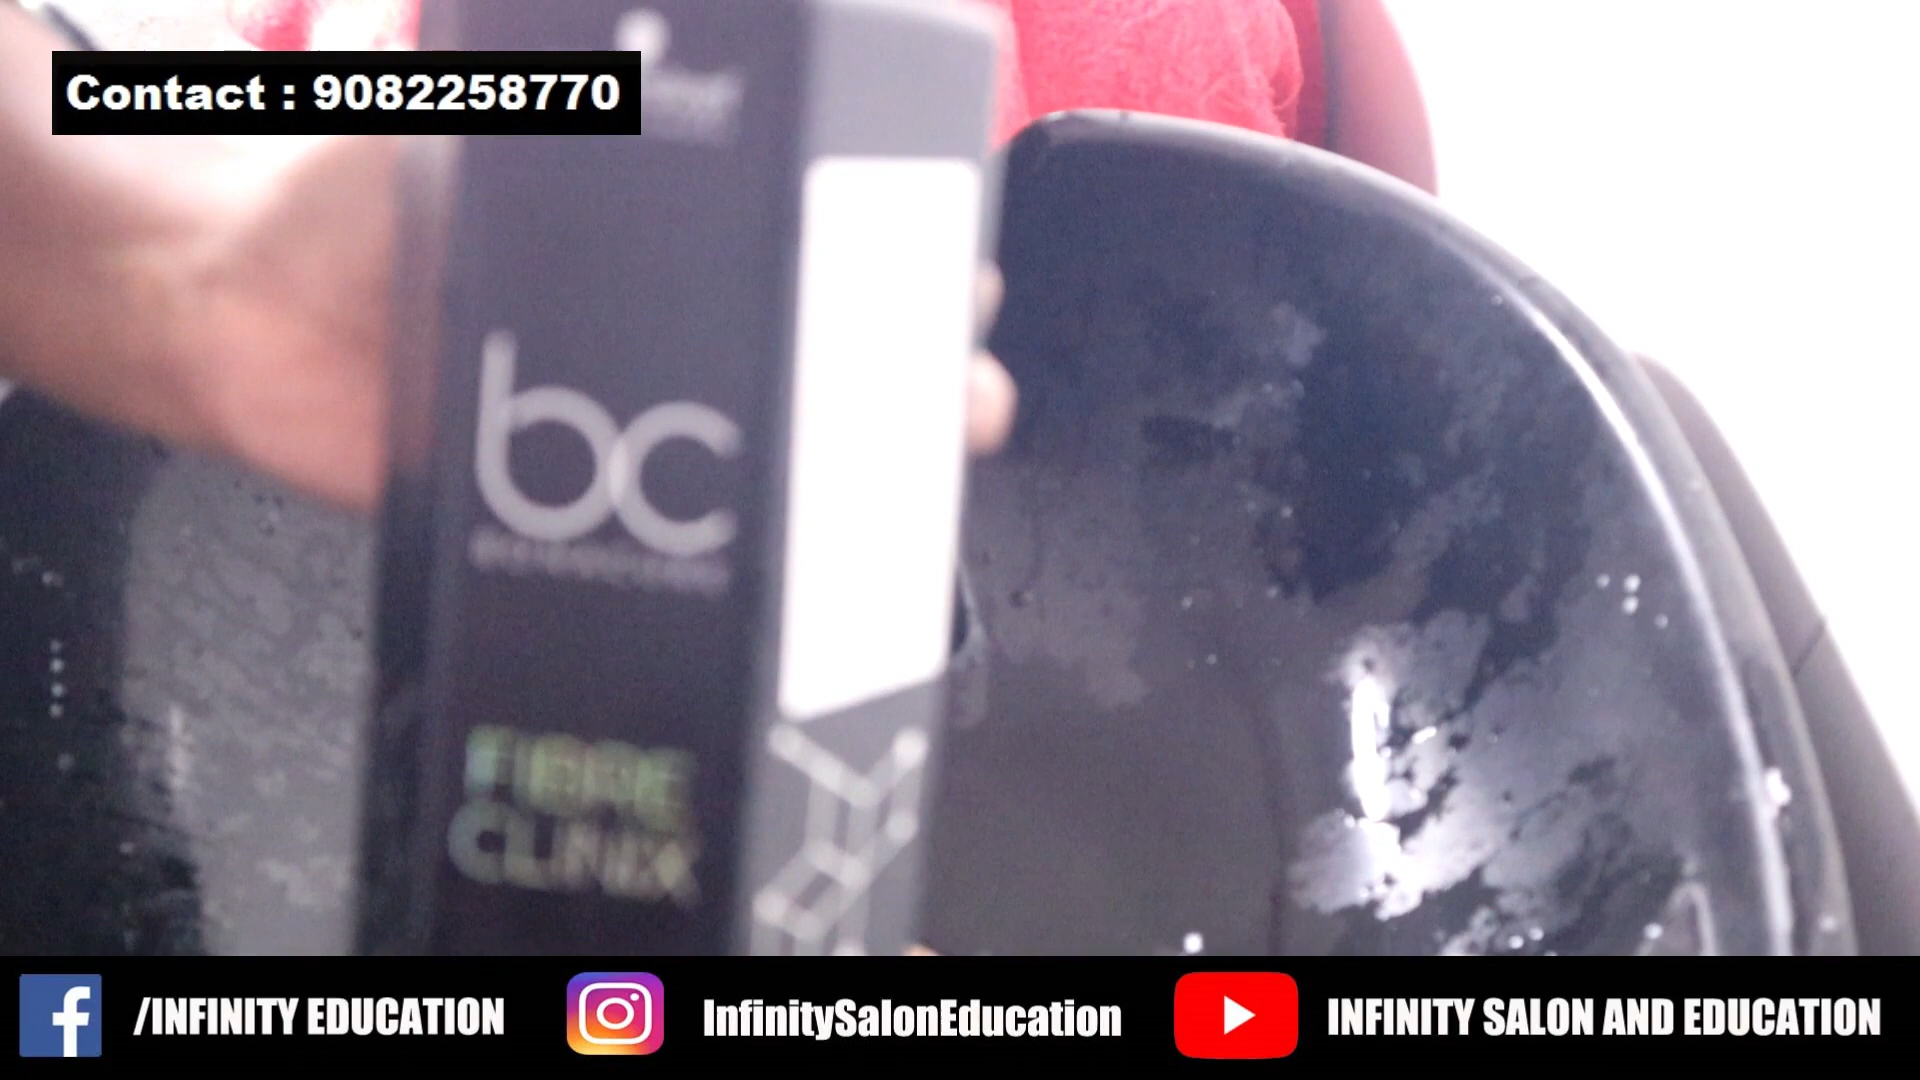 Contact : 9082258770
bc
FIBRE
CLINIX
/INFINITY EDUCATION
InfinitySalonEducation
INFINITY SALON AND EDUCATION